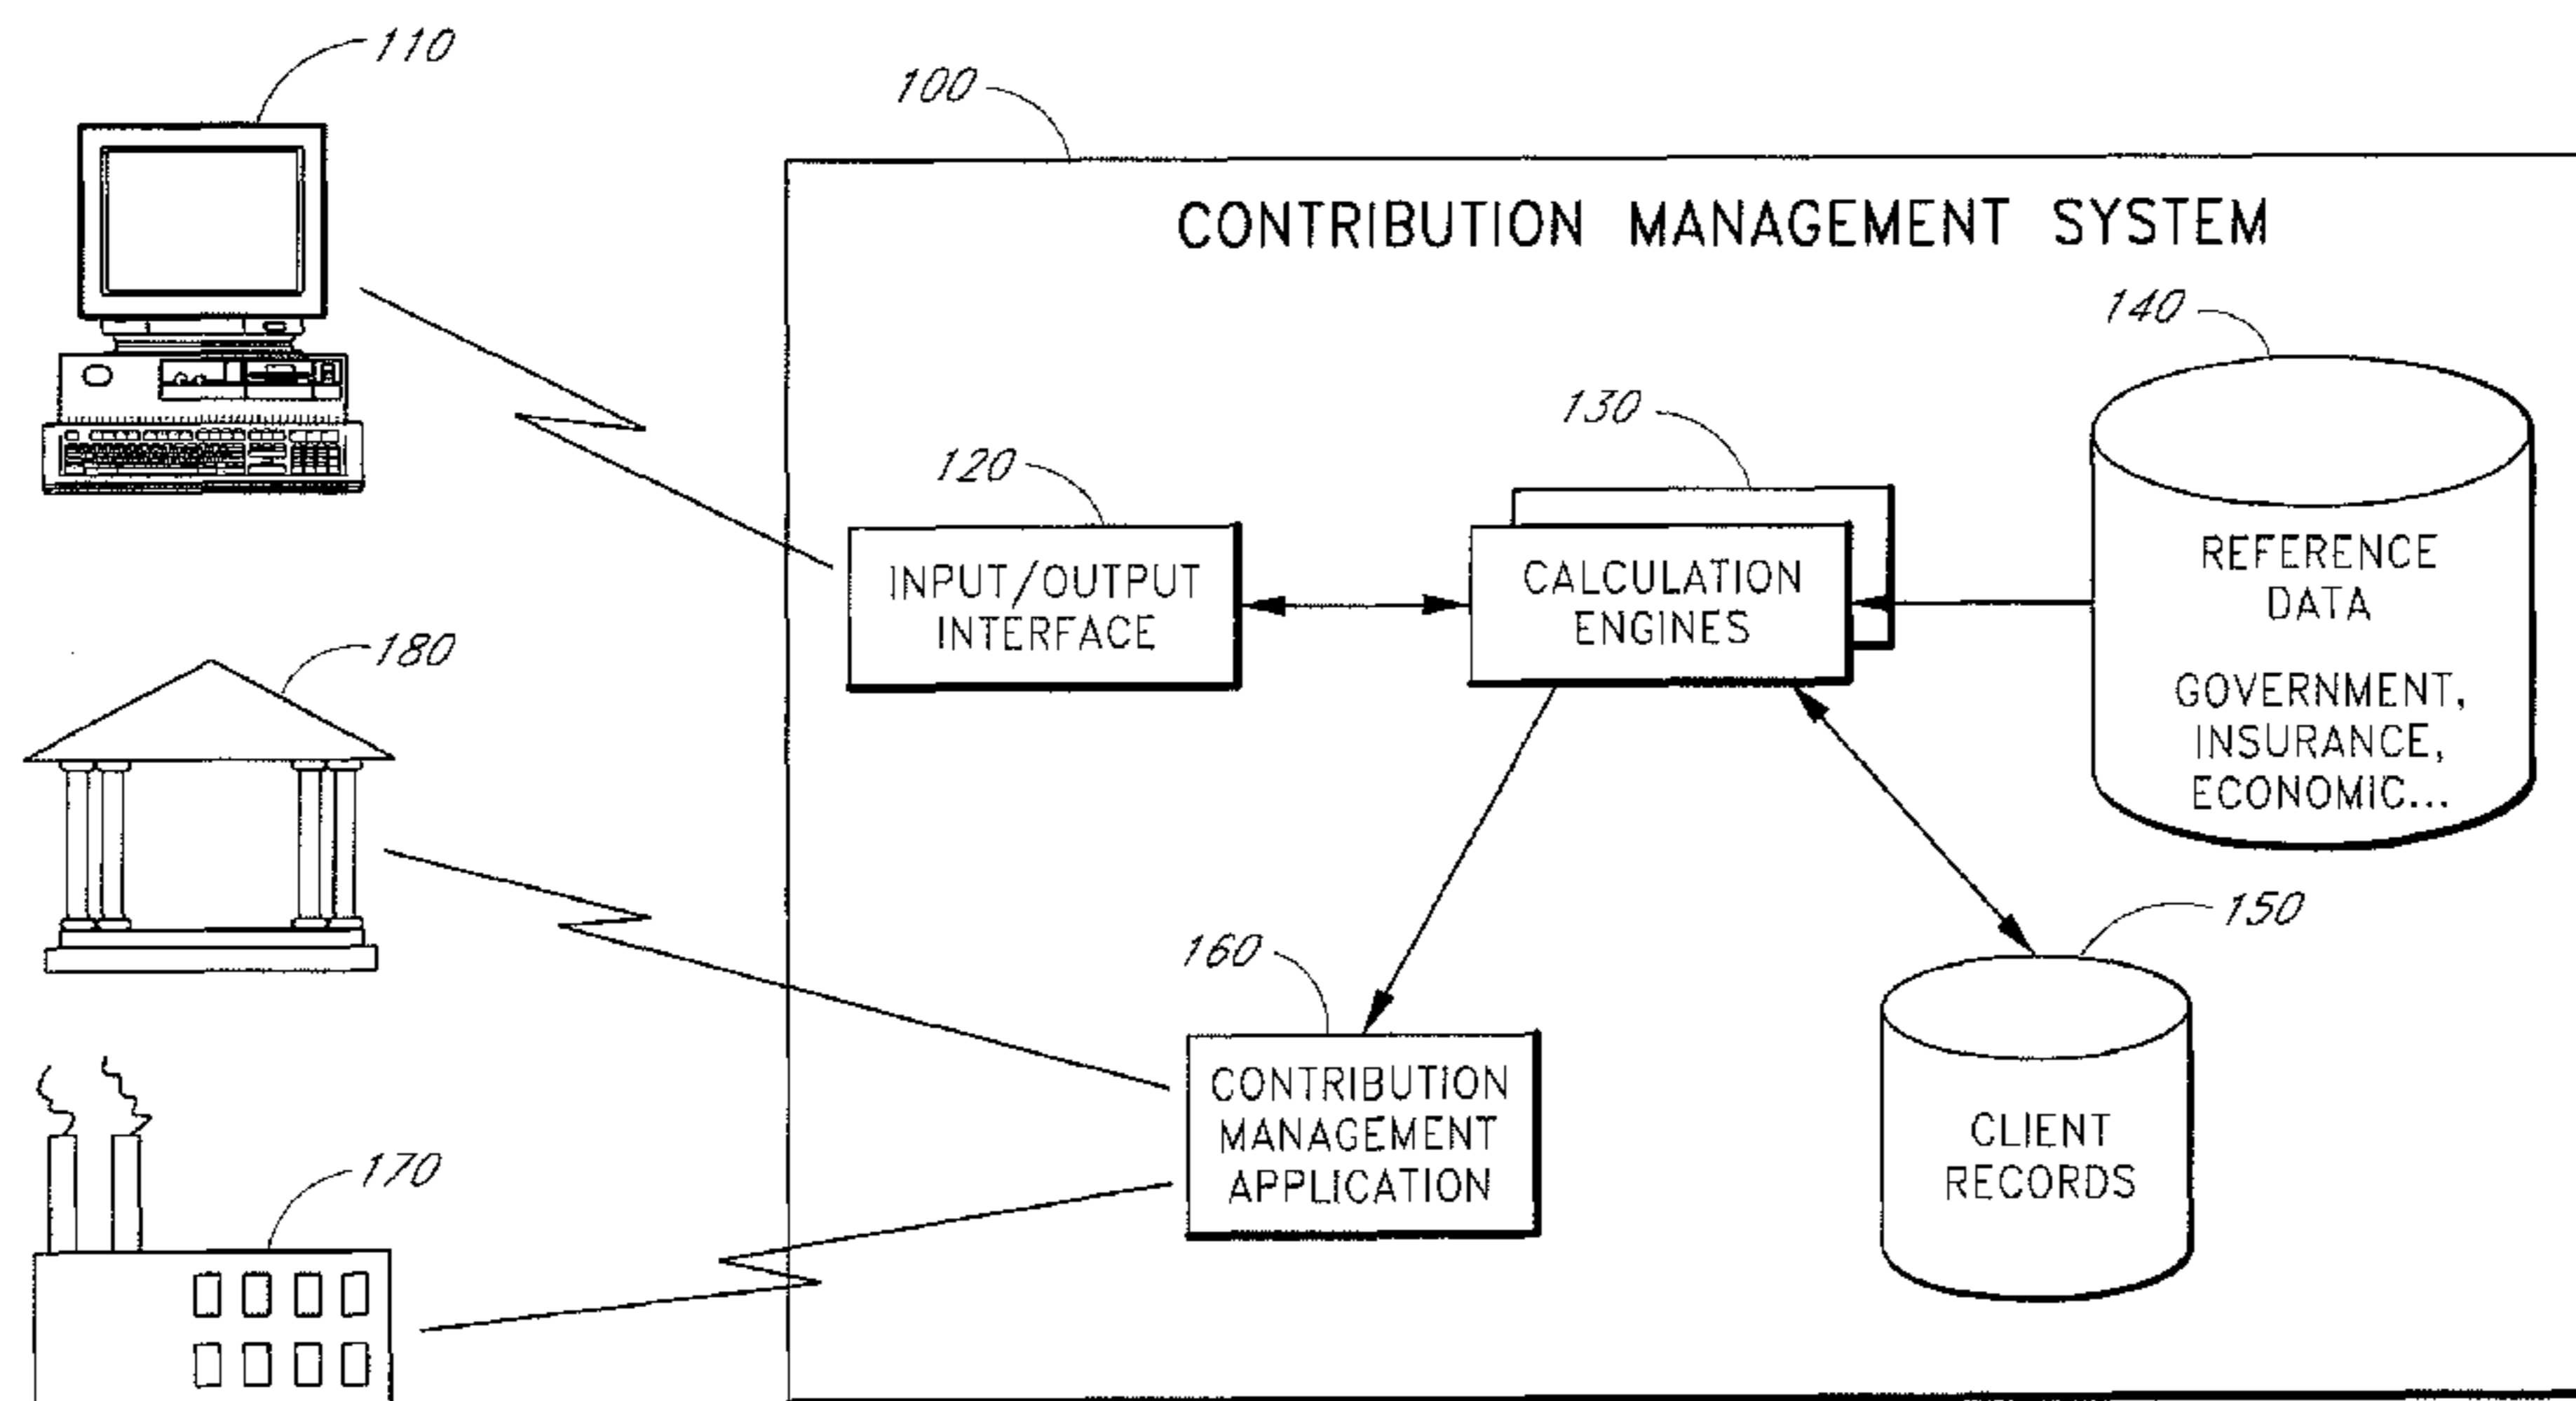 110
100
CONTRIBUTION MANAGEMENT SYSTEM
140
130
120
REFERENCE
DATA
GOVERNMENT,
INSURANCE,
ECONOMIC...
CALCULATION
ENGINES
INPUT/OUTPUT
INTERFACE
180
150
160
CONTRIBUTION
MANAGEMENT
APPLICATION
CLIENT
RECORDS
170